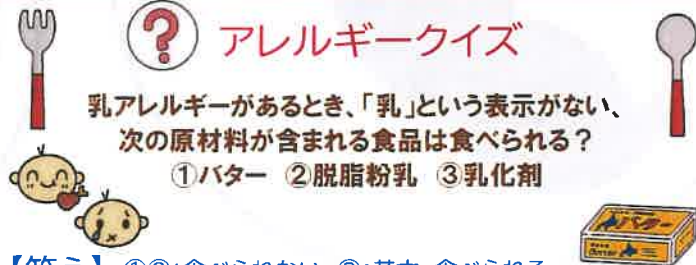 ?
アレルギークイズ
乳アレルギーがあるとき、「乳」という表示がない、
次の原材料が含まれる食品は食べられる?
①バター ②脱脂粉乳 ③乳化剤
バター
Butter